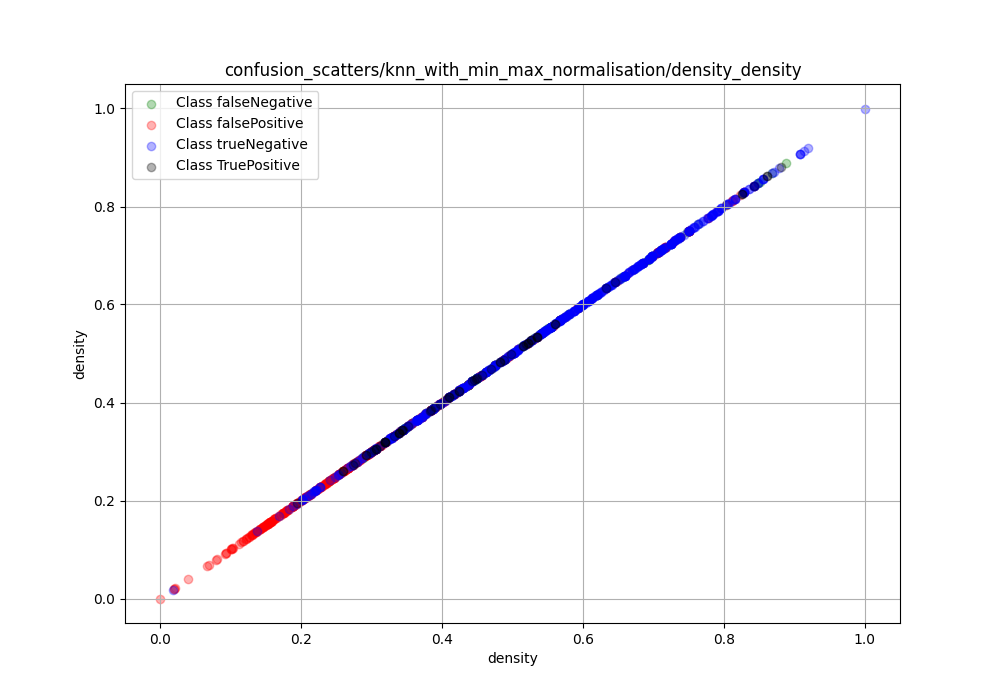 confusion_scatters/knn_with_min_max_normalisation/density_density
Class falseNegative
Class falsePositive
Class trueNegative
Class TruePositive
1.0
0.8
0.6
0.4
0.2
0.0
density
0.0 0.2 0.4 0.6 0.8 1.0
density